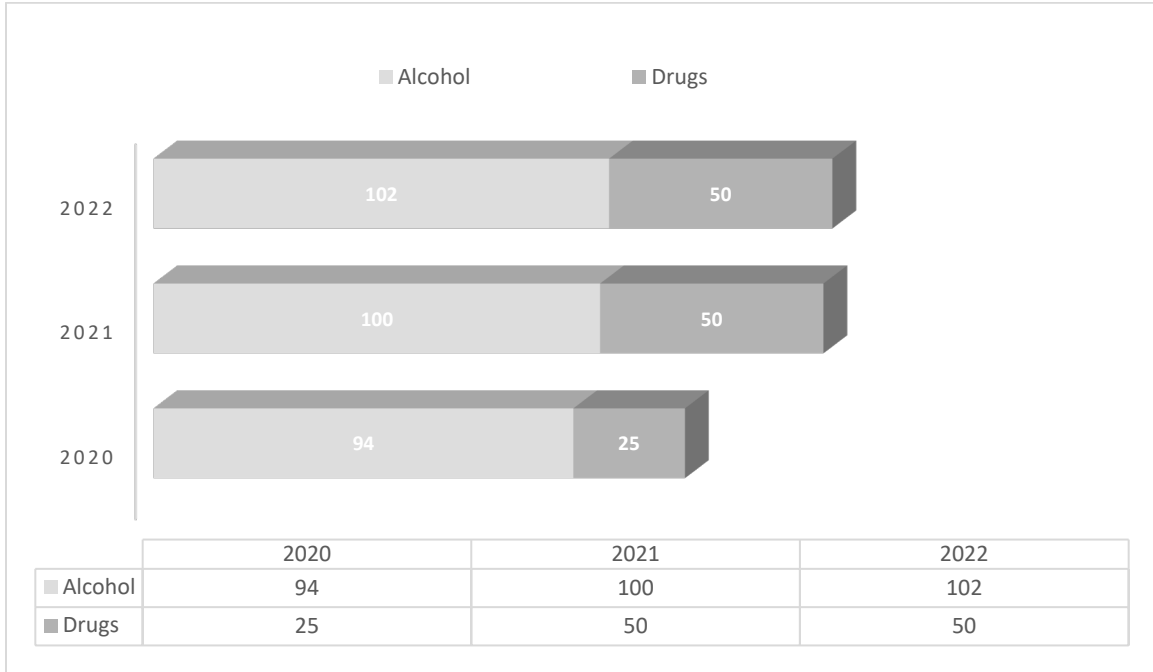 Alcohol Drugs
2022 102 50
2021 100 50
2020 94 25
2020 2021 2022
Alcohol 94 100 102
Drugs 25 50 50